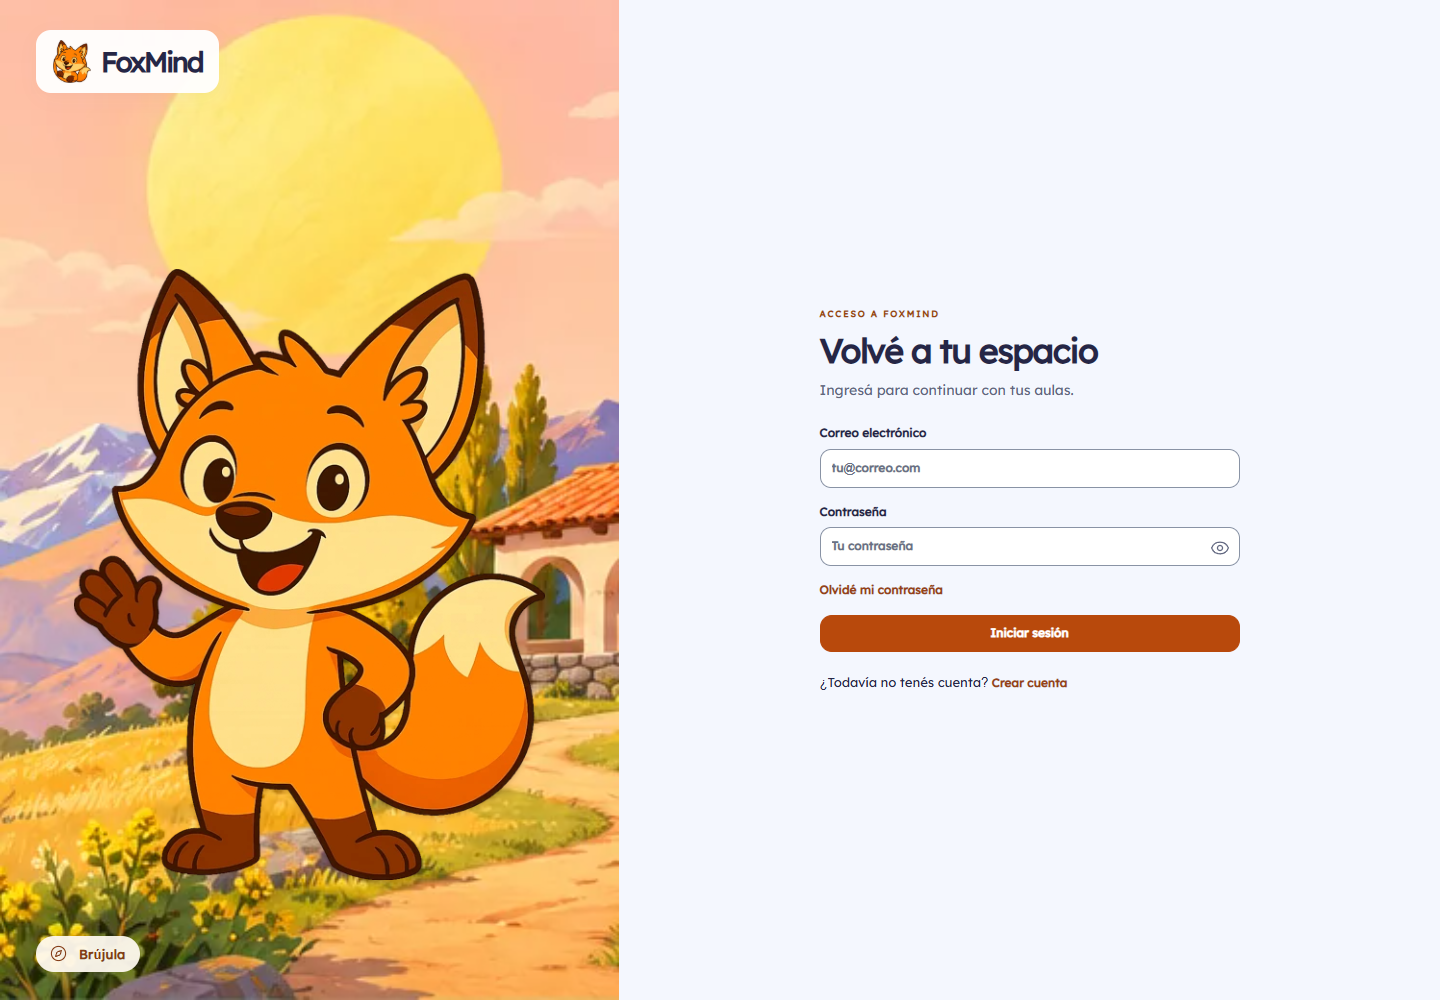 FoxMind
ACCESO A FOXMIND
Volvé a tu espacio
Ingresá para continuar con tus aulas.
Correo electrónico
tu@correo.com
Contraseña
Tu contraseña
Olvidé mi contraseña
Iniciar sesión
¿Todavía no tenés cuenta? Crear cuenta
Brújula